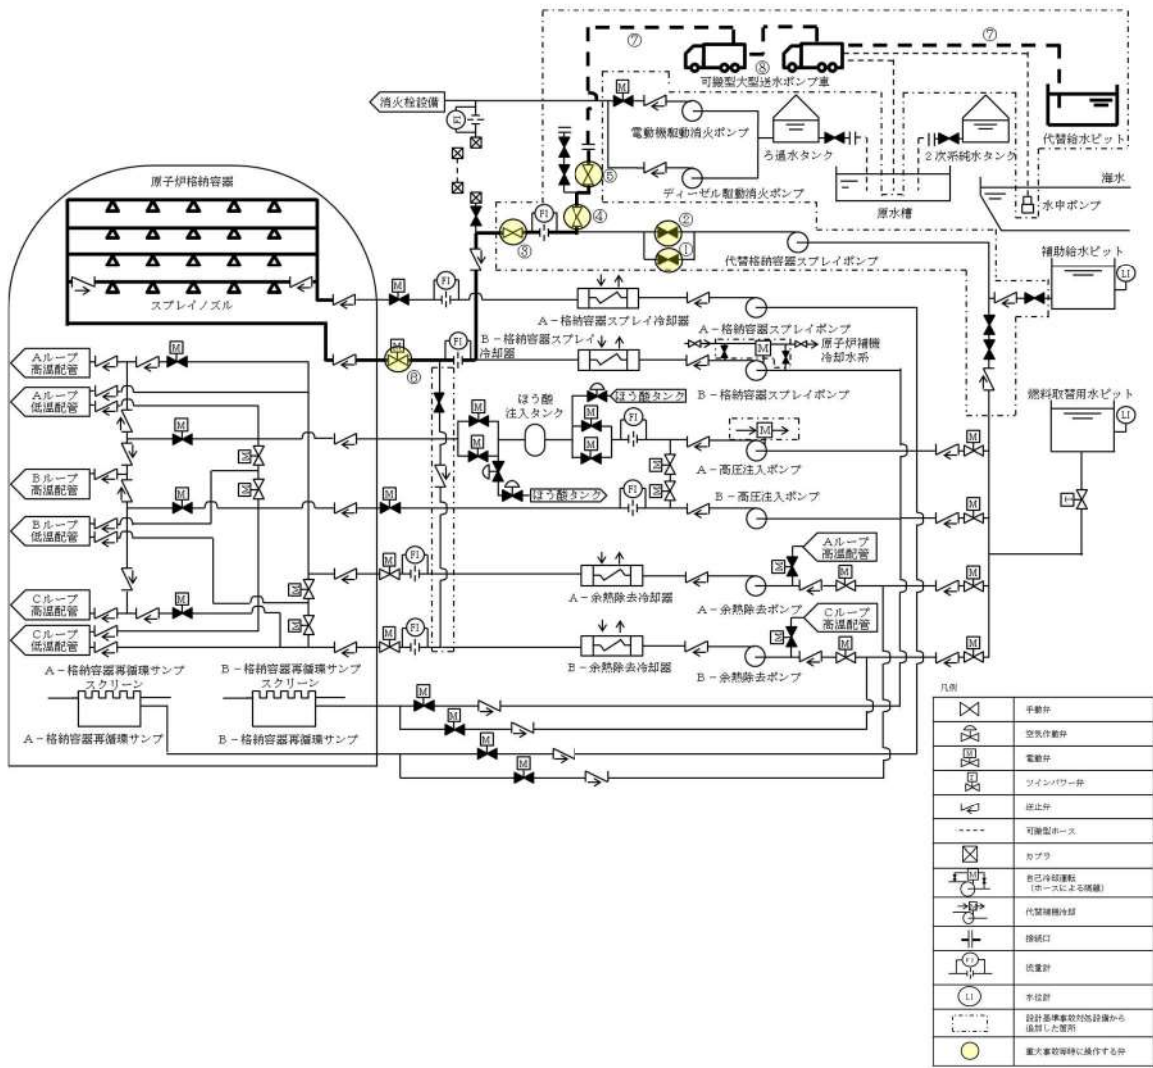 ⑦
⑦
⑧
可搬型大型送水ポンプ車
消火栓設備
M
FI
電動機駆動消火ポンプ
ろ過水タンク
2次系純水タンク
代替給水ピット
原子炉格納容器
⑤
ディーゼル駆動消火ポンプ
原水槽
海水
水中ポンプ
④
FI
③
②
①
代替格納容器スプレイポンプ
補助給水ピット
LI
スプレイノズル
M
FI
A-格納容器スプレイ冷却器
A-格納容器スプレイポンプ
B-格納容器スプレイ
冷却器
原子炉補機
冷却水系
M
M
FI
⑥
Aループ
高温配管
M
B-格納容器スプレイポンプ
燃料取替用水ピット
LI
Aループ
低温配管
ほう酸
注入タンク
ほう酸タンク
M
M
M
FI
M
M
M
M
M
M
A-高圧注入ポンプ
Bループ
高温配管
M
ほう酸タンク
FI
M
B-高圧注入ポンプ
T
M
M
Bループ
低温配管
Aループ
高温配管
M
FI
M
M
M
M
Cループ
高温配管
M
A-余熱除去冷却器
A-余熱除去ポンプ
Cループ
高温配管
Cループ
低温配管
M
M
FI
M
M
M
B-余熱除去冷却器
B-余熱除去ポンプ
A-格納容器再循環サンプ
スクリーン
B-格納容器再循環サンプ
スクリーン
M
M
A-格納容器再循環サンプ
B-格納容器再循環サンプ
M
M
凡例
手動弁
空気作動弁
M
電動弁
T
ツインパワー弁
逆止弁
可搬型ホース
カプラ
M
自己冷却運転
(ホースによる隔離)
M
代替補機冷却
接続口
FI
流量計
LI
水位計
設計基準事故対処設備から
追加した箇所
重大事故等時に操作する弁